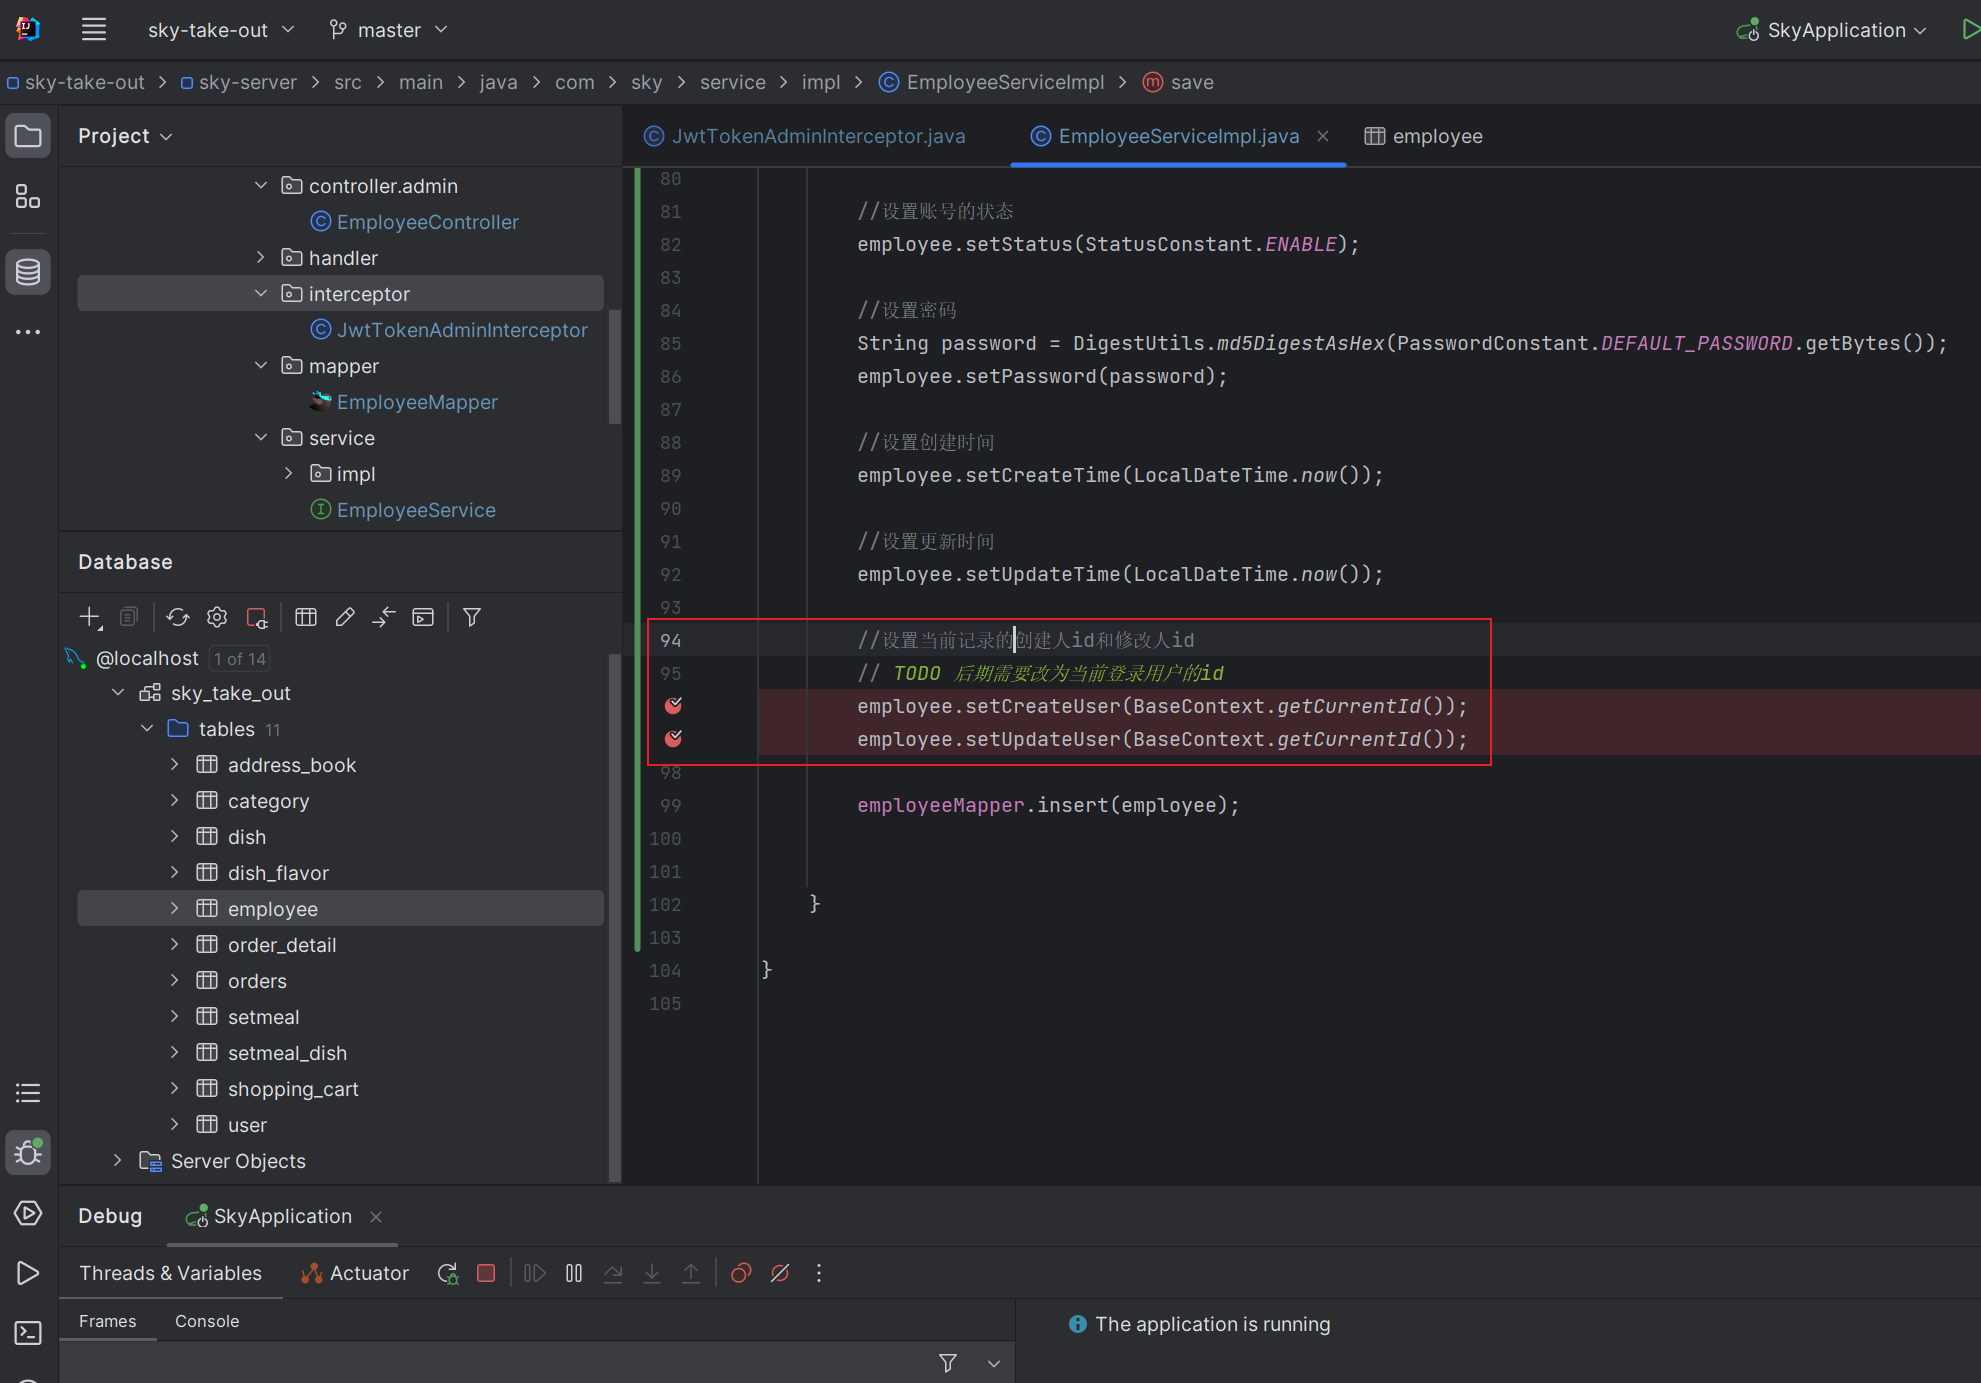 sky-take-out master SkyApplication
sky-take-out sky-server src main java com sky service impl EmployeeServiceImpl save
Project
controller.admin
EmployeeController
handler
interceptor
JwtTokenAdminInterceptor
mapper
EmployeeMapper
service
impl
EmployeeService
Database
@localhost 1 of 14
sky_take_out
tables 11
address_book
category
dish
dish_flavor
employee
order_detail
orders
setmeal
setmeal_dish
shopping_cart
user
Server Objects
JwtTokenAdminInterceptor.java EmployeeServiceImpl.java employee
80
81 //设置账号的状态
82 employee.setStatus(StatusConstant.ENABLE);
83
84 //设置密码
85 String password = DigestUtils.md5DigestAsHex(PasswordConstant.DEFAULT_PASSWORD.getBytes());
86 employee.setPassword(password);
87
88 //设置创建时间
89 employee.setCreateTime(LocalDateTime.now());
90
91 //设置更新时间
92 employee.setUpdateTime(LocalDateTime.now());
93
94 //设置当前记录的创建人id和修改人id
95 // TODO 后期需要改为当前登录用户的id
employee.setCreateUser(BaseContext.getCurrentId());
employee.setUpdateUser(BaseContext.getCurrentId());
98
99 employeeMapper.insert(employee);
100
101
102 }
103
104 }
105
Debug SkyApplication
Threads & Variables Actuator
Frames Console
The application is running